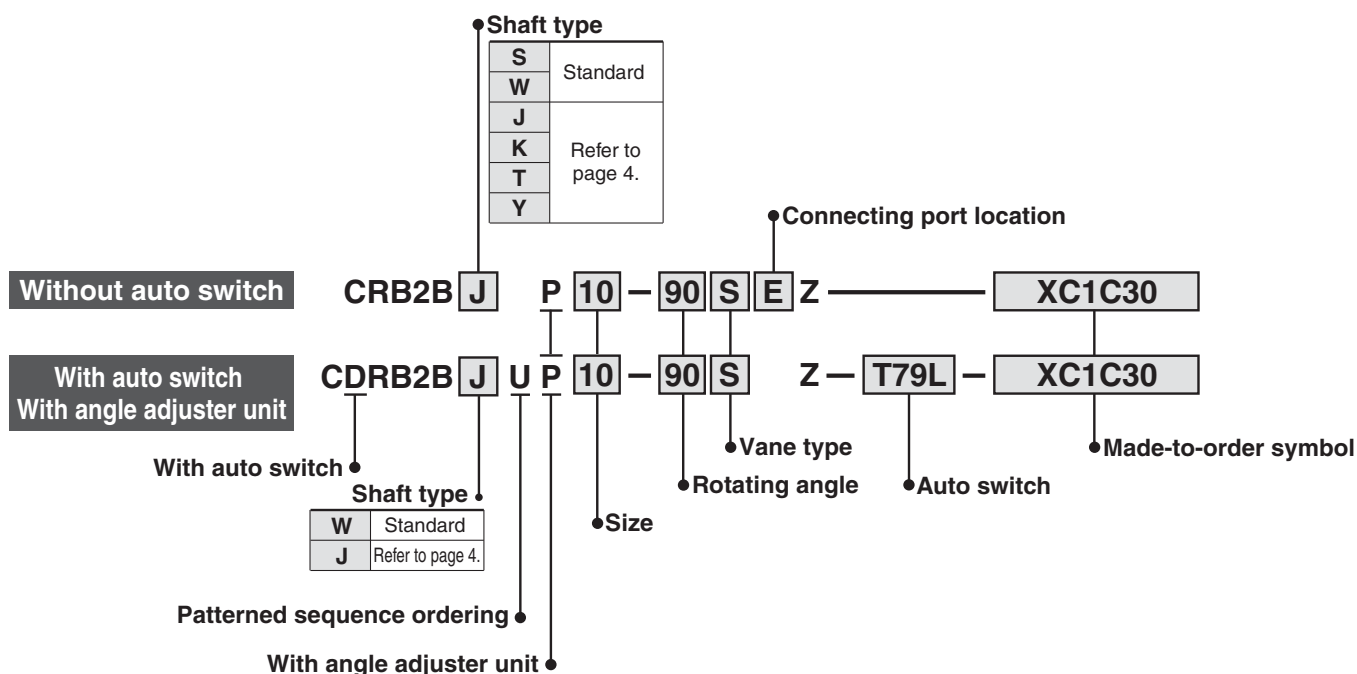 Shaft type
S Standard
W
J Refer to page 4.
K
T
Y
Connecting port location
Without auto switch CRB2B J P 10 — 90 S E Z — XC1C30
With auto switch
With angle adjuster unit
CDRB2B J U P 10 — 90 S Z — T79L — XC1C30
Vane type
Made-to-order symbol
With auto switch
Rotating angle
Auto switch
Shaft type
W Standard
J Refer to page 4.
Size
Patterned sequence ordering
With angle adjuster unit